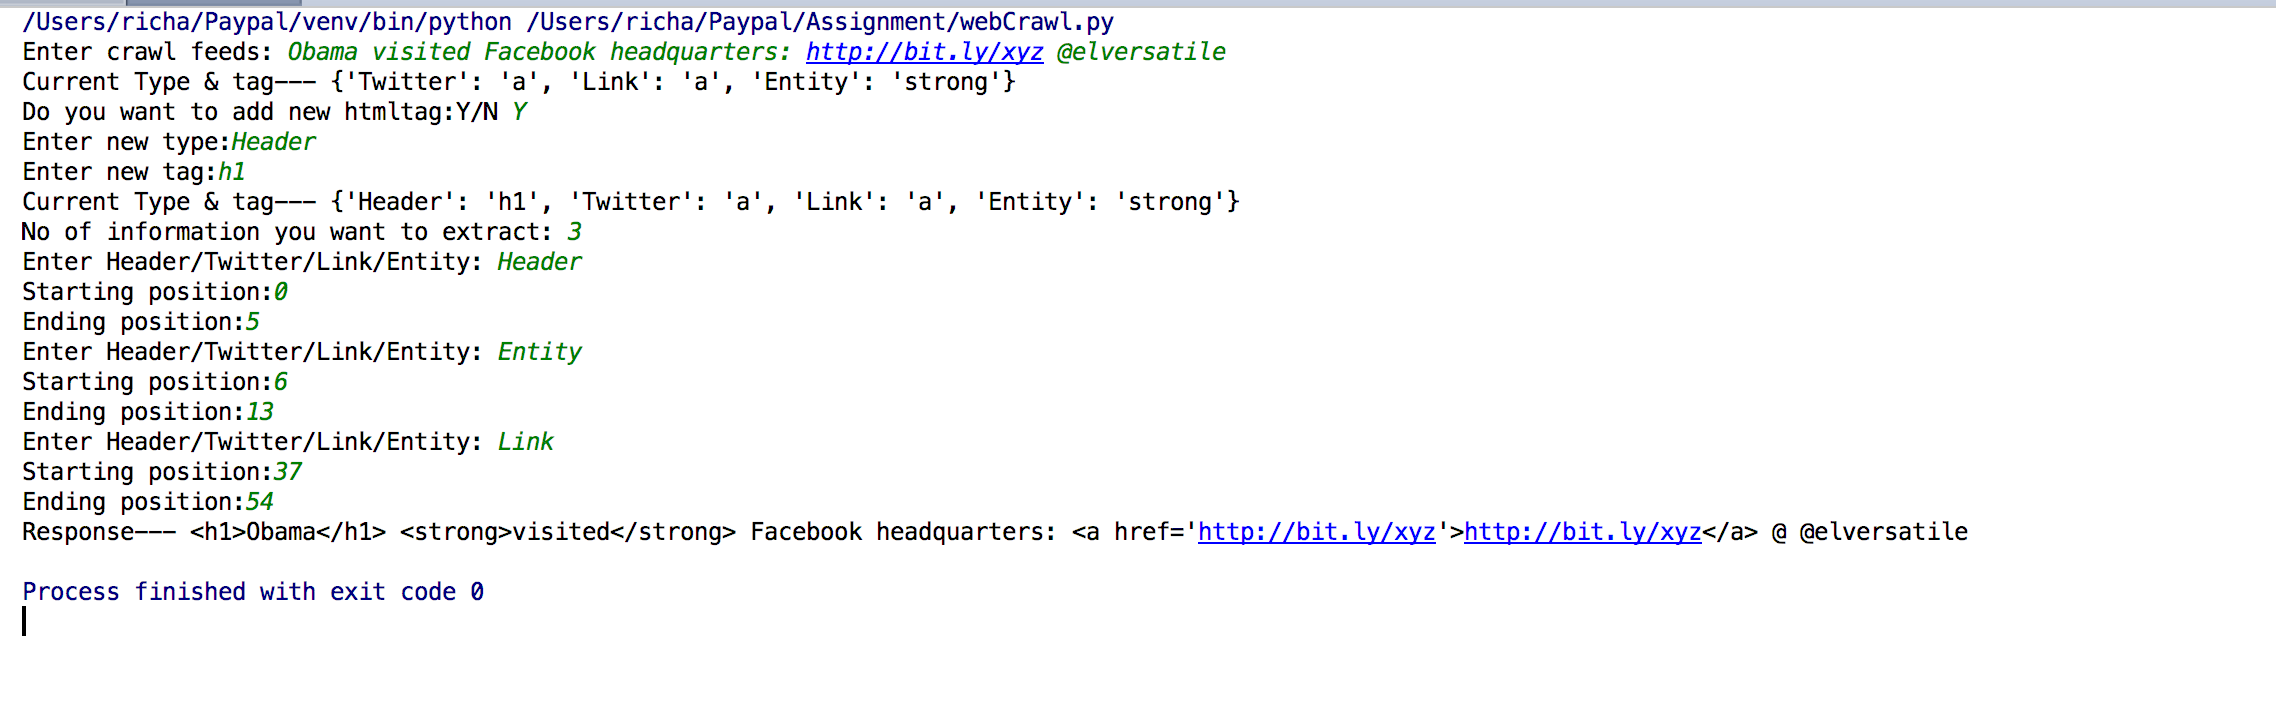 /Users/richa/Paypal/venv/bin/python /Users/richa/Paypal/Assignment/webCrawl.py
Enter crawl feeds: Obama visited Facebook headquarters: http://bit.ly/xyz @elversatile
Current Type & tag--- {'Twitter': 'a', 'Link': 'a', 'Entity': 'strong'}
Do you want to add new htmltag:Y/N Y
Enter new type:Header
Enter new tag:h1
Current Type & tag--- {'Header': 'h1', 'Twitter': 'a', 'Link': 'a', 'Entity': 'strong'}
No of information you want to extract: 3
Enter Header/Twitter/Link/Entity: Header
Starting position:0
Ending position:5
Enter Header/Twitter/Link/Entity: Entity
Starting position:6
Ending position:13
Enter Header/Twitter/Link/Entity: Link
Starting position:37
Ending position:54
Response--- <h1>Obama</h1> <strong>visited</strong> Facebook headquarters: <a href='http://bit.ly/xyz'>http://bit.ly/xyz</a> @ @elversatile
Process finished with exit code 0